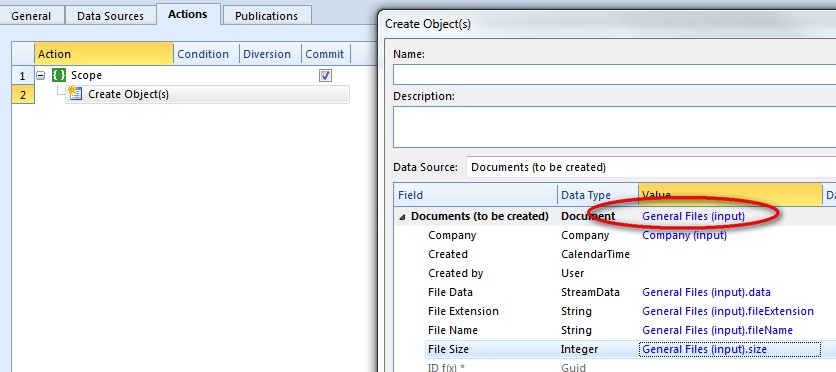 General Data Sources Actions Publications
Action Condition Diversion Commit
1 Scope
2 Create Object(s)
Create Object(s)
Name:
Description:
Data Source: Documents (to be created)
Field Data Type Value Da
Documents (to be created) Document General Files (input)
Company Company Company (input)
Created CalendarTime
Created by User
File Data StreamData General Files (input).data
File Extension String General Files (input).fileExtension
File Name String General Files (input).fileName
File Size Integer General Files (input).size
ID f(x) * Guid